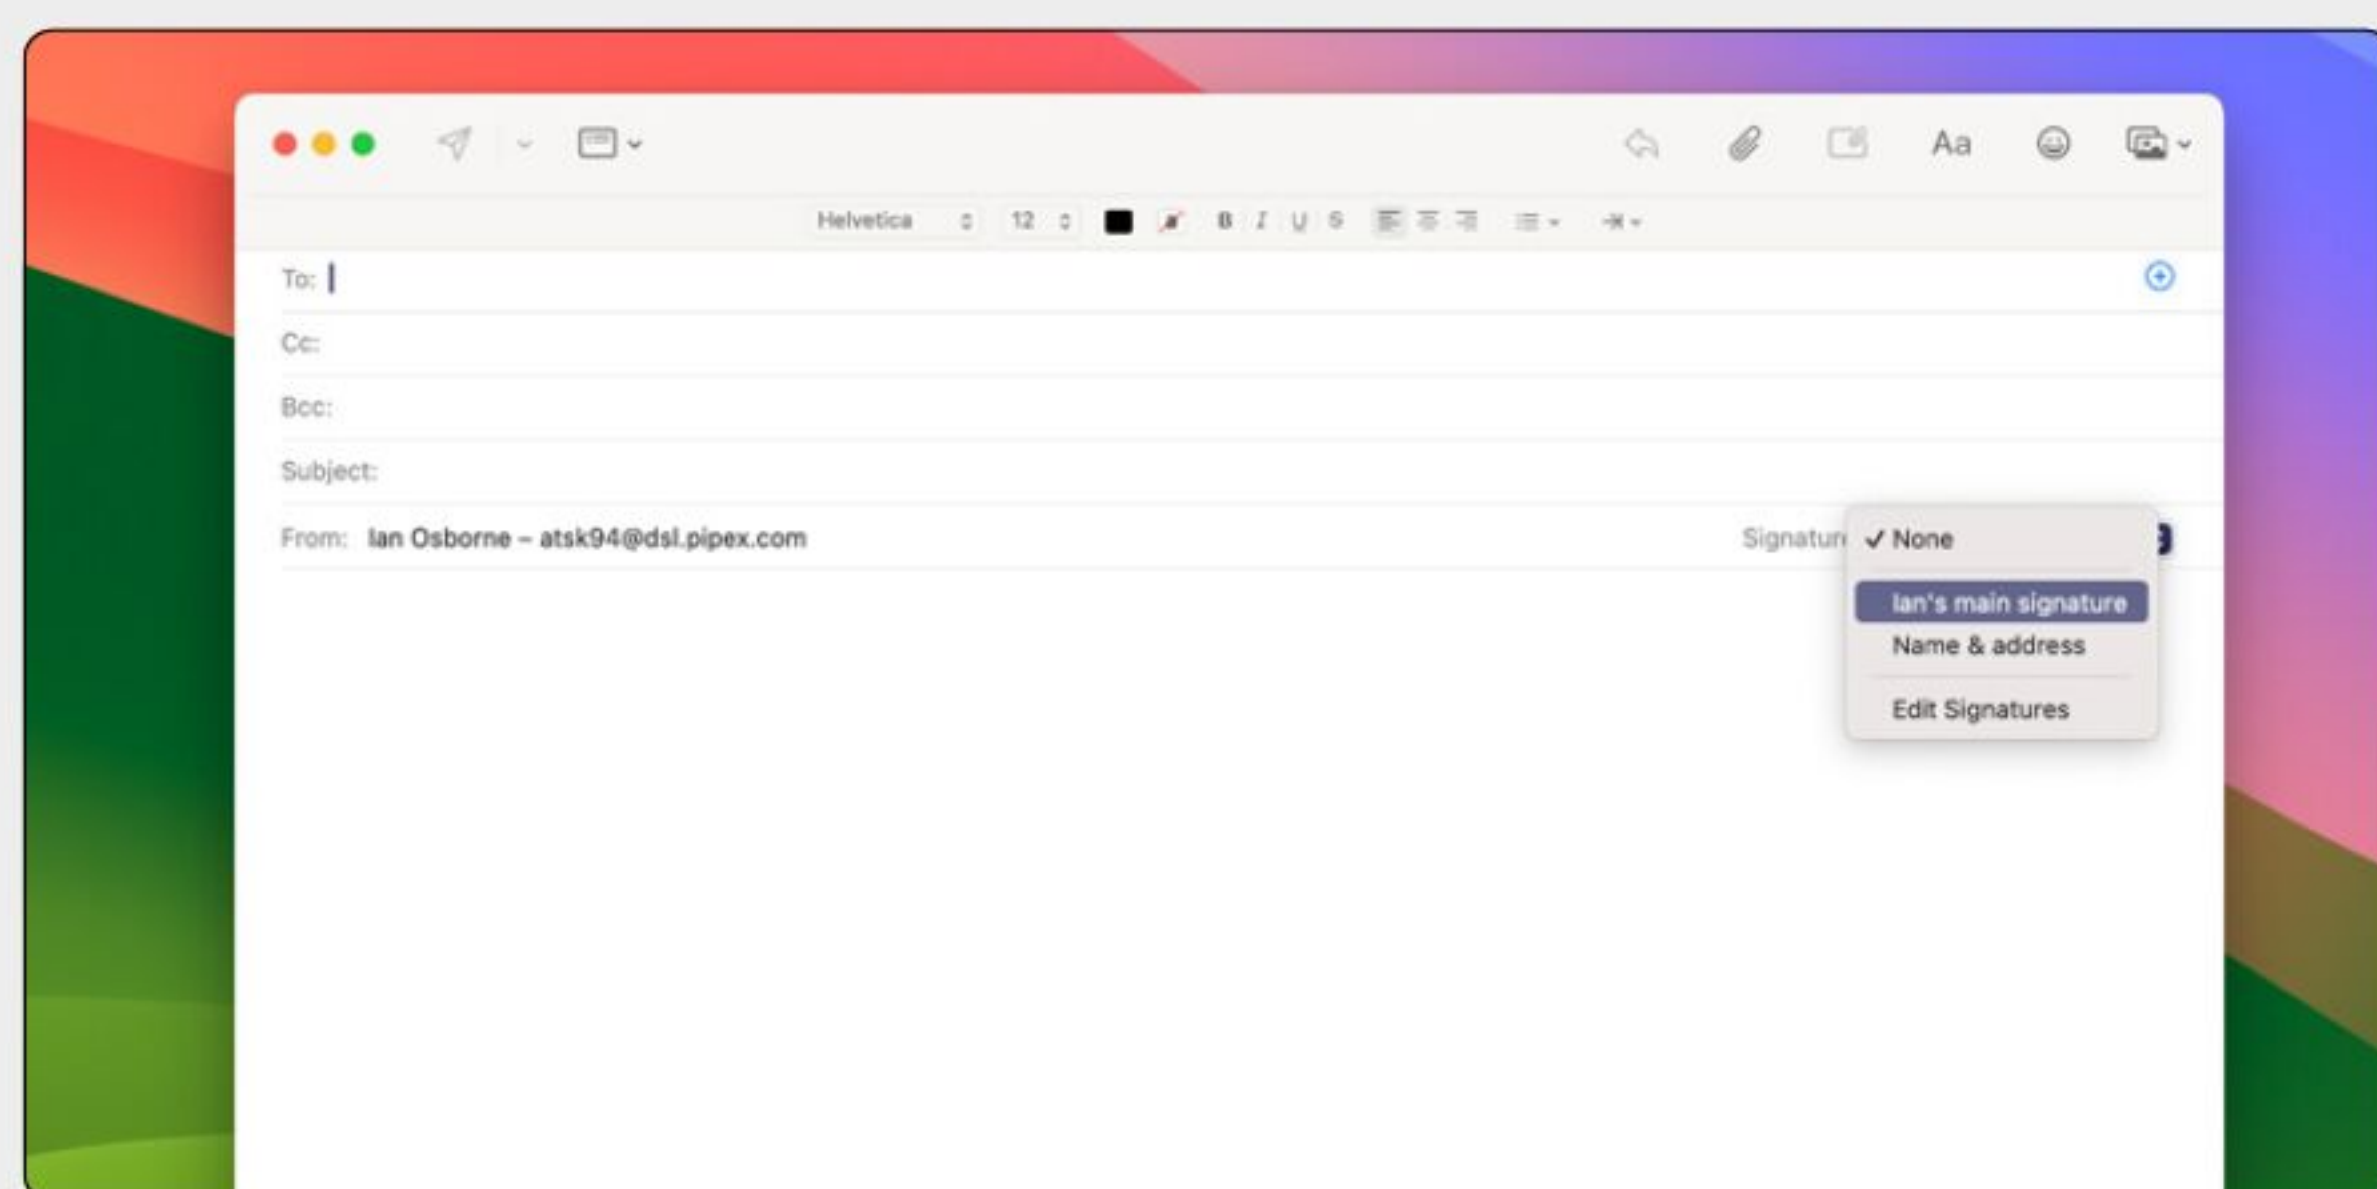 Aa
Helvetica 12 a B I U S
To:
Cc:
Bcc:
Subject:
From: Ian Osborne – atsk94@dsl.pipex.com Signature
✓ None
Ian's main signature
Name & address
Edit Signatures